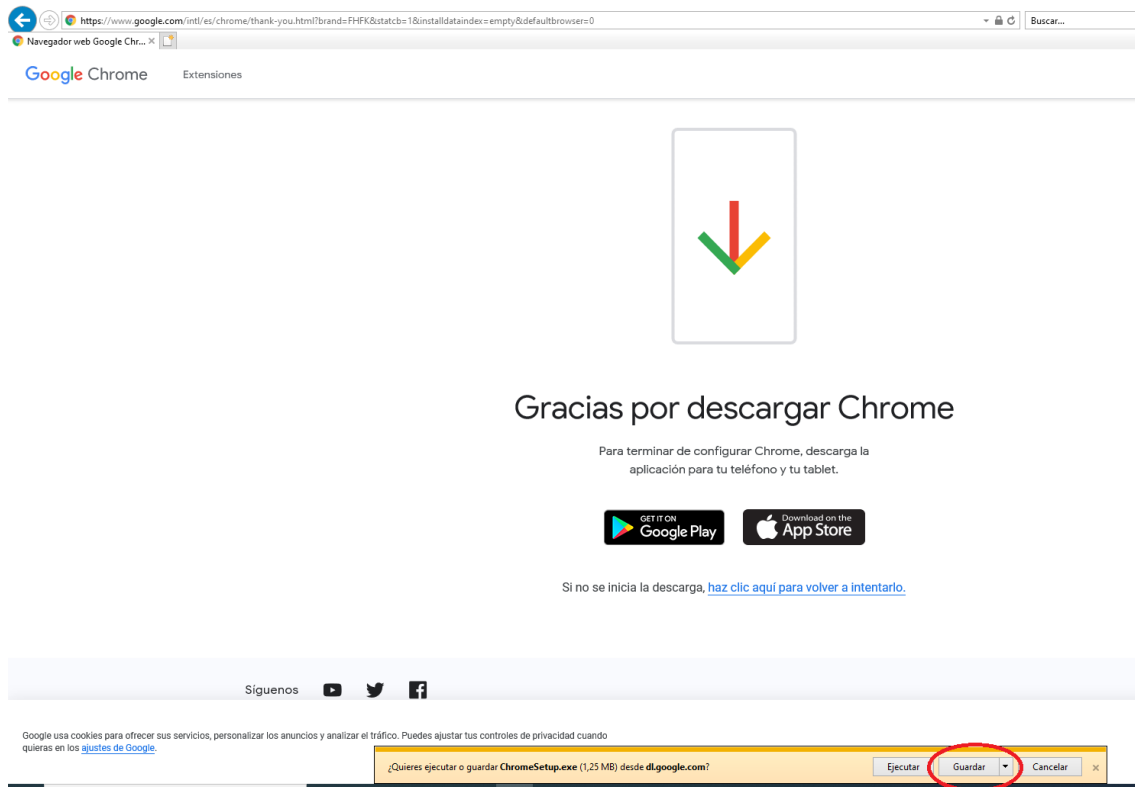 https://www.google.com/intl/es/chrome/thank-you.html?brand=FHFK&statcb=1&installdataindex=empty&defaultbrowser=0
Buscar...
Navegador web Google Chr...
Google Chrome
Extensiones
Gracias por descargar Chrome
Para terminar de configurar Chrome, descarga la
aplicación para tu teléfono y tu tablet.
GET IT ON
Google Play
Download on the
App Store
Si no se inicia la descarga, haz clic aquí para volver a intentarlo.
Síguenos
Google usa cookies para ofrecer sus servicios, personalizar los anuncios y analizar el tráfico. Puedes ajustar tus controles de privacidad cuando
quieras en los ajustes de Google.
¿Quieres ejecutar o guardar ChromeSetup.exe (1,25 MB) desde dl.google.com?
Ejecutar
Guardar
Cancelar